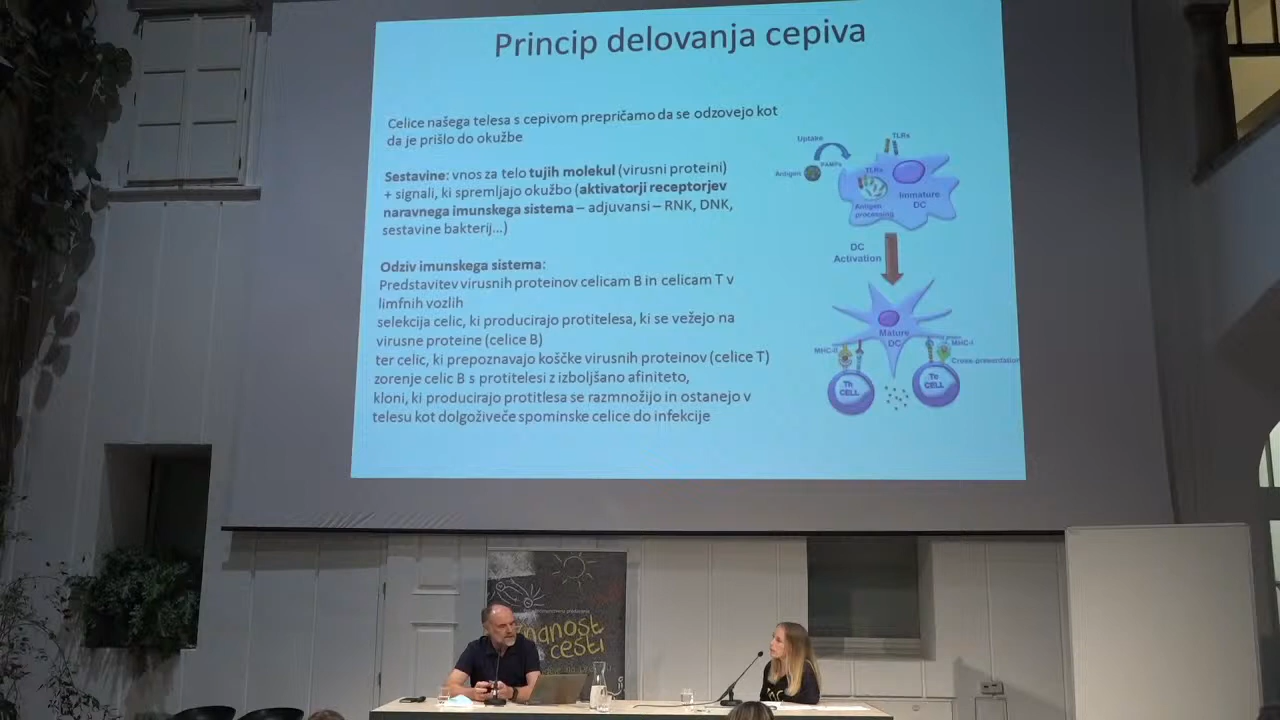 Princip delovanja cepiva
Celice našega telesa s cepivom prepričamo da se odzovejo kot
da je prišlo do okužbe
Sestavine: vnos za telo tujih molekul (virusni proteini)
+ signali, ki spremljajo okužbo (aktivatorji receptorjev
naravnega imunskega sistema – adjuvansi – RNK, DNK,
sestavine bakterij...)
Odziv imunskega sistema:
Predstavitev virusnih proteinov celicam B in celicam T v
limfnih vozlih
selekcija celic, ki producirajo protitelesa, ki se vežejo na
virusne proteine (celice B)
ter celic, ki prepoznavajo koščke virusnih proteinov (celice T)
zorenje celic B s protitelesi z izboljšano afiniteto,
kloni, ki producirajo protitlesa se razmnožijo in ostanejo v
telesu kot dolgoživeče spominske celice do infekcije
Uptake
TLRs
PAMPs
Antigen
TLRs
Immature
DC
Antigen
processing
DC
Activation
Mature
DC
MHC-II
MHC-I
Cross-presentation
Th
CELL
Tc
CELL
znanost
cesti